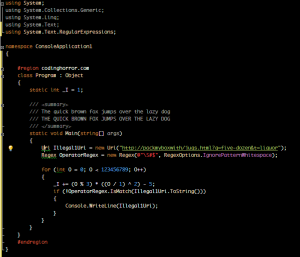 using System;
using System.Collections.Generic;
using System.Linq;
using System.Text;
using System.Text.RegularExpressions;
namespace ConsoleApplication1
{
#region codinghorror.com
class Program : Object
{
static int _I = 1;
/// <summary>
/// The quick brown fox jumps over the lazy dog
/// THE QUICK BROWN FOX JUMPS OVER THE LAZY DOG
/// </summary>
static void Main(string[] args)
{
Uri IllegalUri = new Uri("http://packmyboxwith/jugs.html?q=five-dozen&t=liquor");
Regex OperatorRegex = new Regex( RegexOptions.IgnorePatternWhitespace);
for (int O = 0; O < 123456789; O++)
{
_I += (O % 3) * ((O / 1) ^ 2) - 5;
if (!OperatorRegex.IsMatch(IllegalUri.ToString()))
{
Console.WriteLine(IllegalUri);
}
}
}
}
#endregion
}